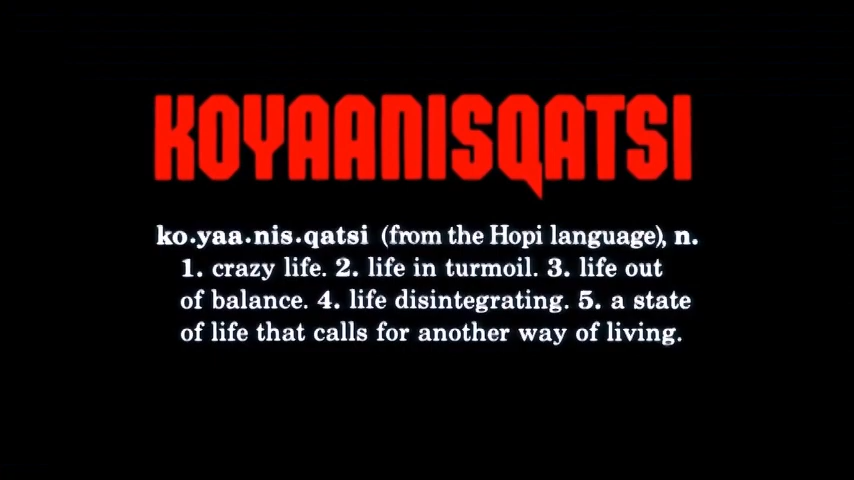 KOYAANISQATSI
ko.yaa.nis.qatsi (from the Hopi language), n.
1. crazy life. 2. life in turmoil. 3. life out
of balance. 4. life disintegrating. 5. a state
of life that calls for another way of living.